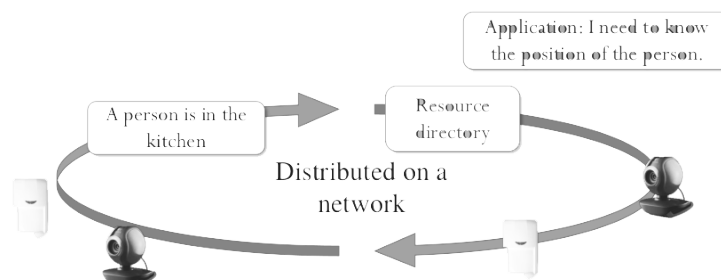 Application: I need to know
the position of the person.
A person is in the
kitchen
Resource
directory
Distributed on a
network